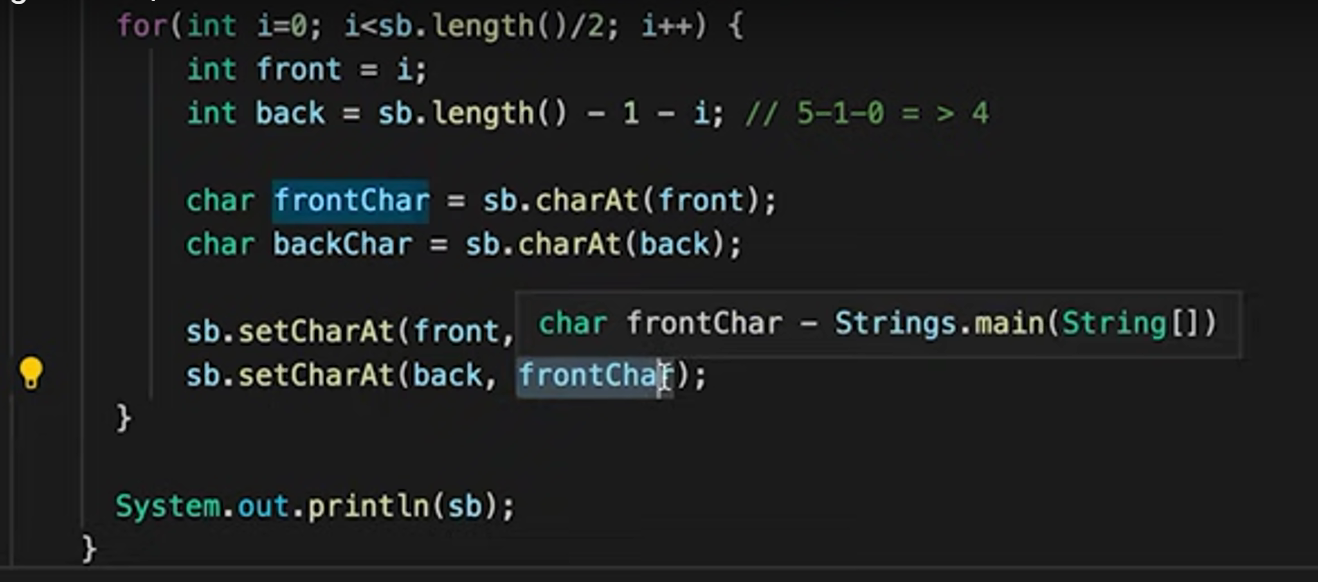 for(int i=0; i<sb.length()/2; i++) {
int front = i;
int back = sb.length() - 1 - i; // 5-1-0 = > 4
char frontChar = sb.charAt(front);
char backChar = sb.charAt(back);
sb.setCharAt(front,
char frontChar - Strings.main(String[])
sb.setCharAt(back, frontChar);
}
System.out.println(sb);
}